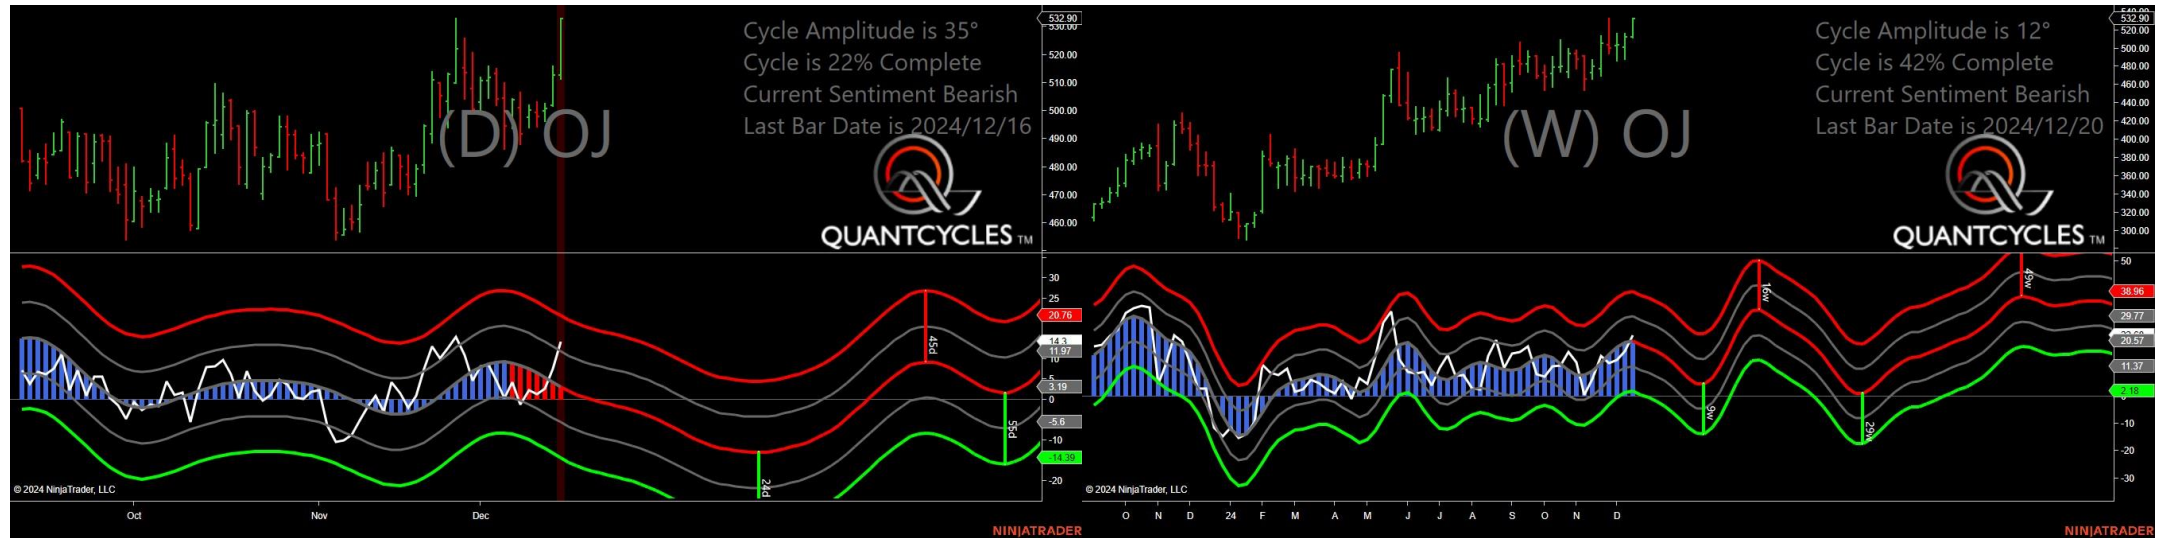 Cycle Amplitude is 35°
Cycle is 22% Complete
Current Sentiment Bearish
Last Bar Date is 2024/12/16
(D) OJ
QUANTCYCLES TM
532.90
530.00
520.00
510.00
500.00
490.00
480.00
470.00
460.00
30
25
20.76
14.3
11.97
10
5
3.19
0
-5.6
-10
-14.39
-20
45d
55d
24d
© 2024 NinjaTrader, LLC
Oct
Nov
Dec
NINJATRADER
Cycle Amplitude is 12°
Cycle is 42% Complete
Current Sentiment Bearish
Last Bar Date is 2024/12/20
(W) OJ
QUANTCYCLES TM
540.00
532.90
520.00
500.00
480.00
460.00
440.00
420.00
400.00
380.00
360.00
340.00
320.00
300.00
50
38.96
29.77
20.57
11.37
2.18
-10
-20
-30
16w
49w
9w
29w
© 2024 NinjaTrader, LLC
O N D 24 F M A M J J A S O N D
NINJATRADER